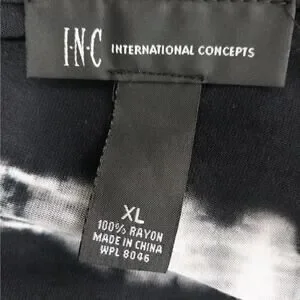 I·N·C INTERNATIONAL CONCEPTS
XL
100% RAYON
MADE IN CHINA
WPL 8046